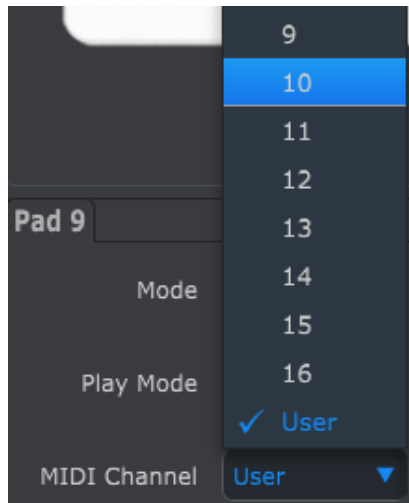 9
10
11
12
Pad 9
13
Mode
14
15
Play Mode
16
✓ User
MIDI Channel User ▼